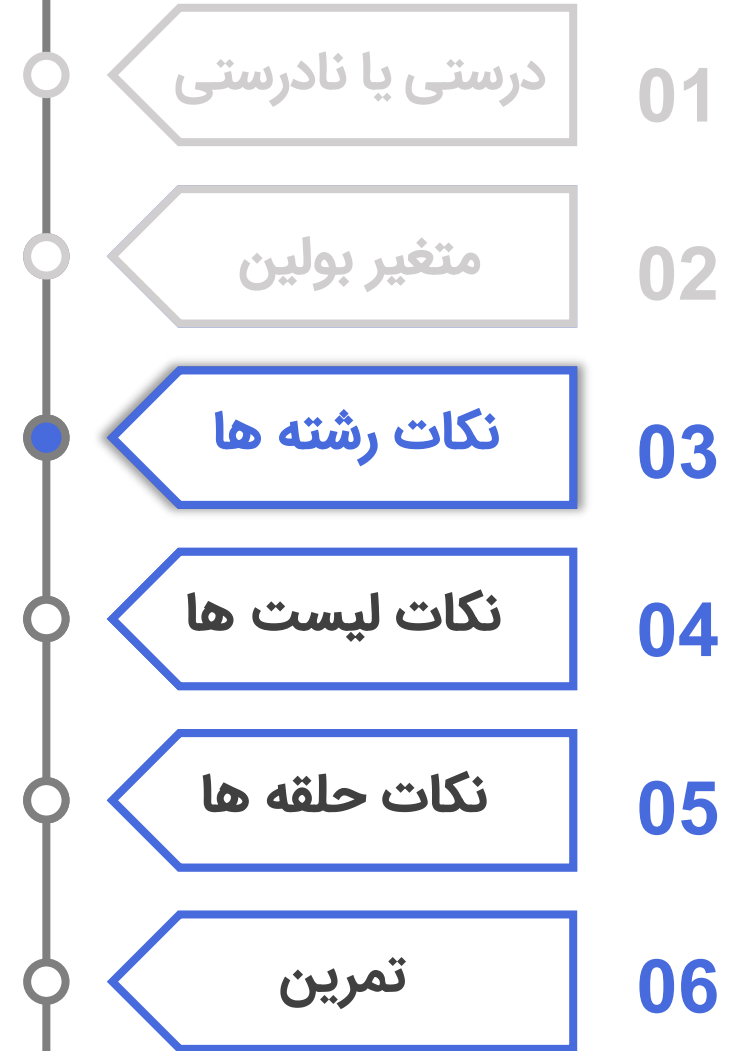 01 درستی یا نادرستی
02 متغیر بولین
03 نکات رشته ها
04 نکات لیست ها
05 نکات حلقه ها
06 تمرین